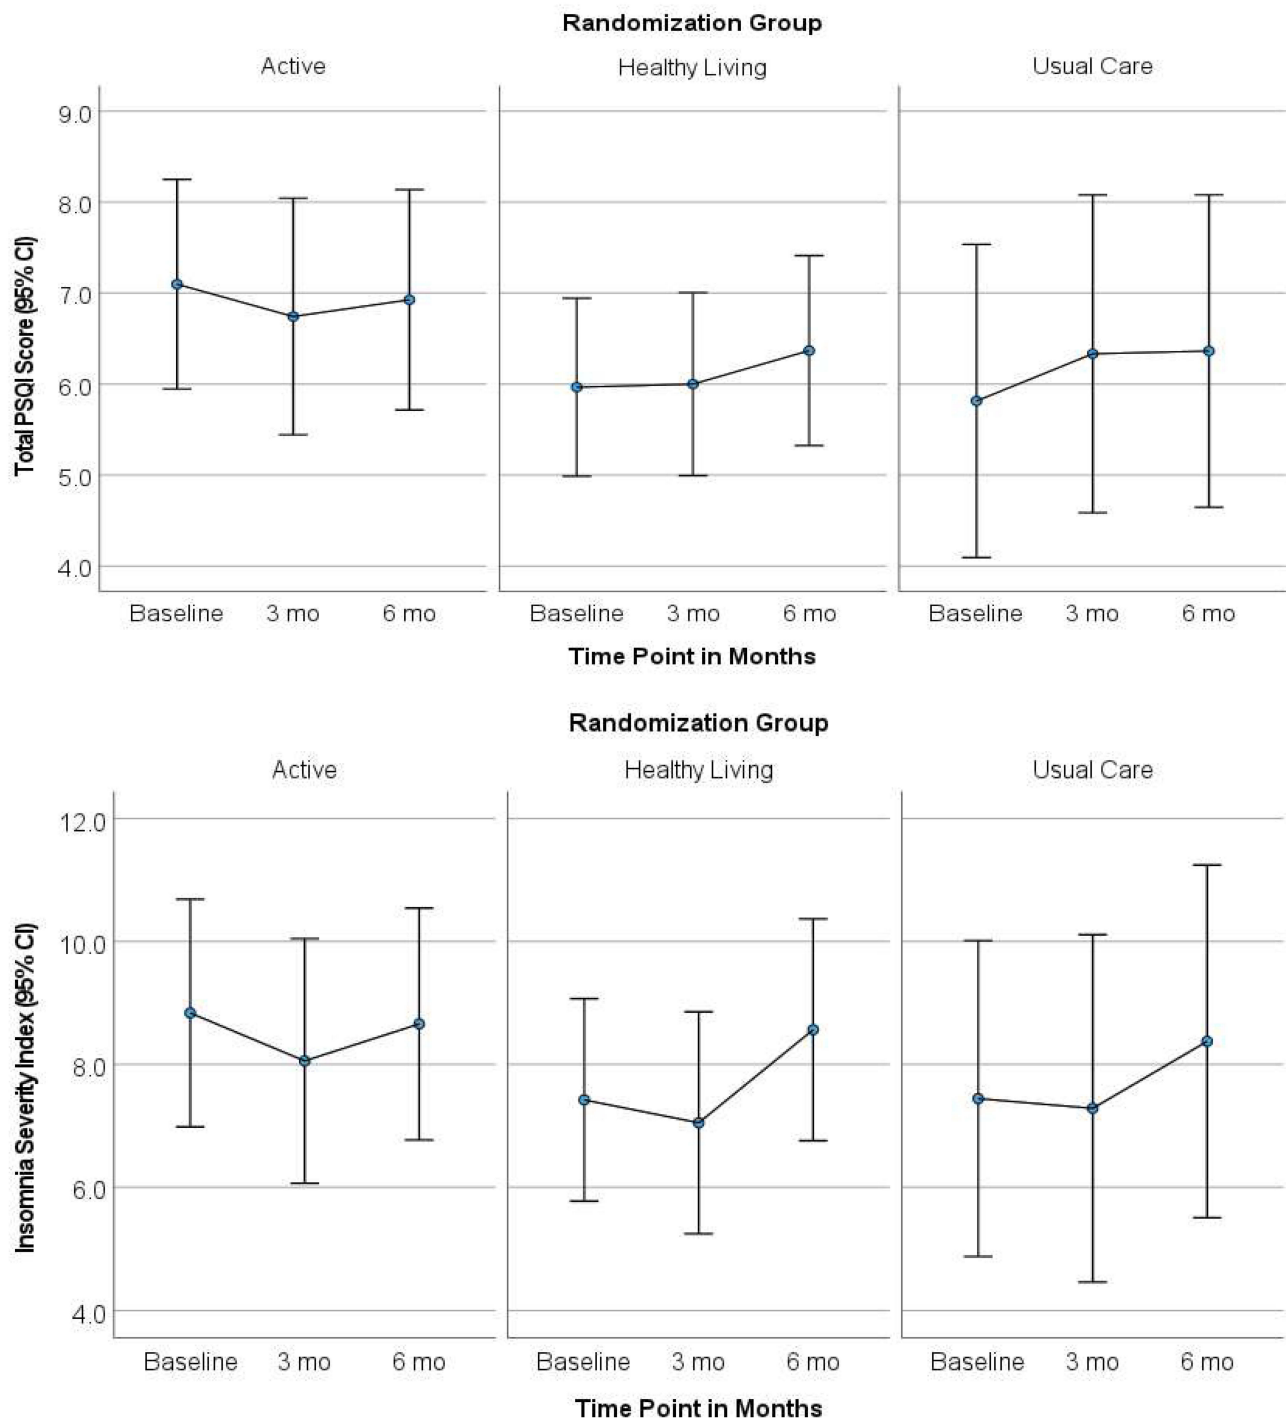 Randomization Group
Active Healthy Living Usual Care
Total PSQI Score (95% CI)
9.0
8.0
7.0
6.0
5.0
4.0
Baseline 3 mo 6 mo Baseline 3 mo 6 mo Baseline 3 mo 6 mo
Time Point in Months
Randomization Group
Active Healthy Living Usual Care
Insomnia Severity Index (95% CI)
12.0
10.0
8.0
6.0
4.0
Baseline 3 mo 6 mo Baseline 3 mo 6 mo Baseline 3 mo 6 mo
Time Point in Months